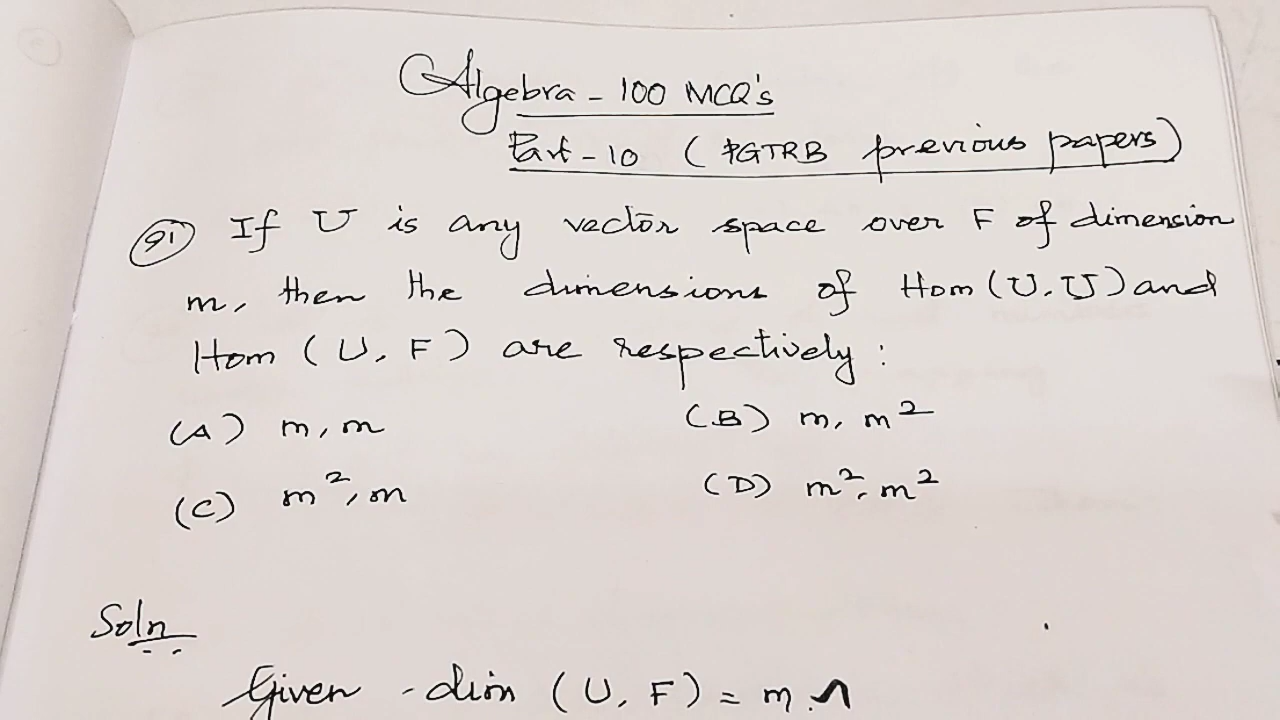 Algebra - 100 MCQ's
Part - 10 (PGTRB previous papers)
91 If U is any vector space over F of dimension
m, then the dimensions of Hom (U, U) and
Hom (U, F) are respectively :
(A) m, m (B) m, m²
(C) m², m (D) m², m²
Soln
Given - dim (U, F) = m